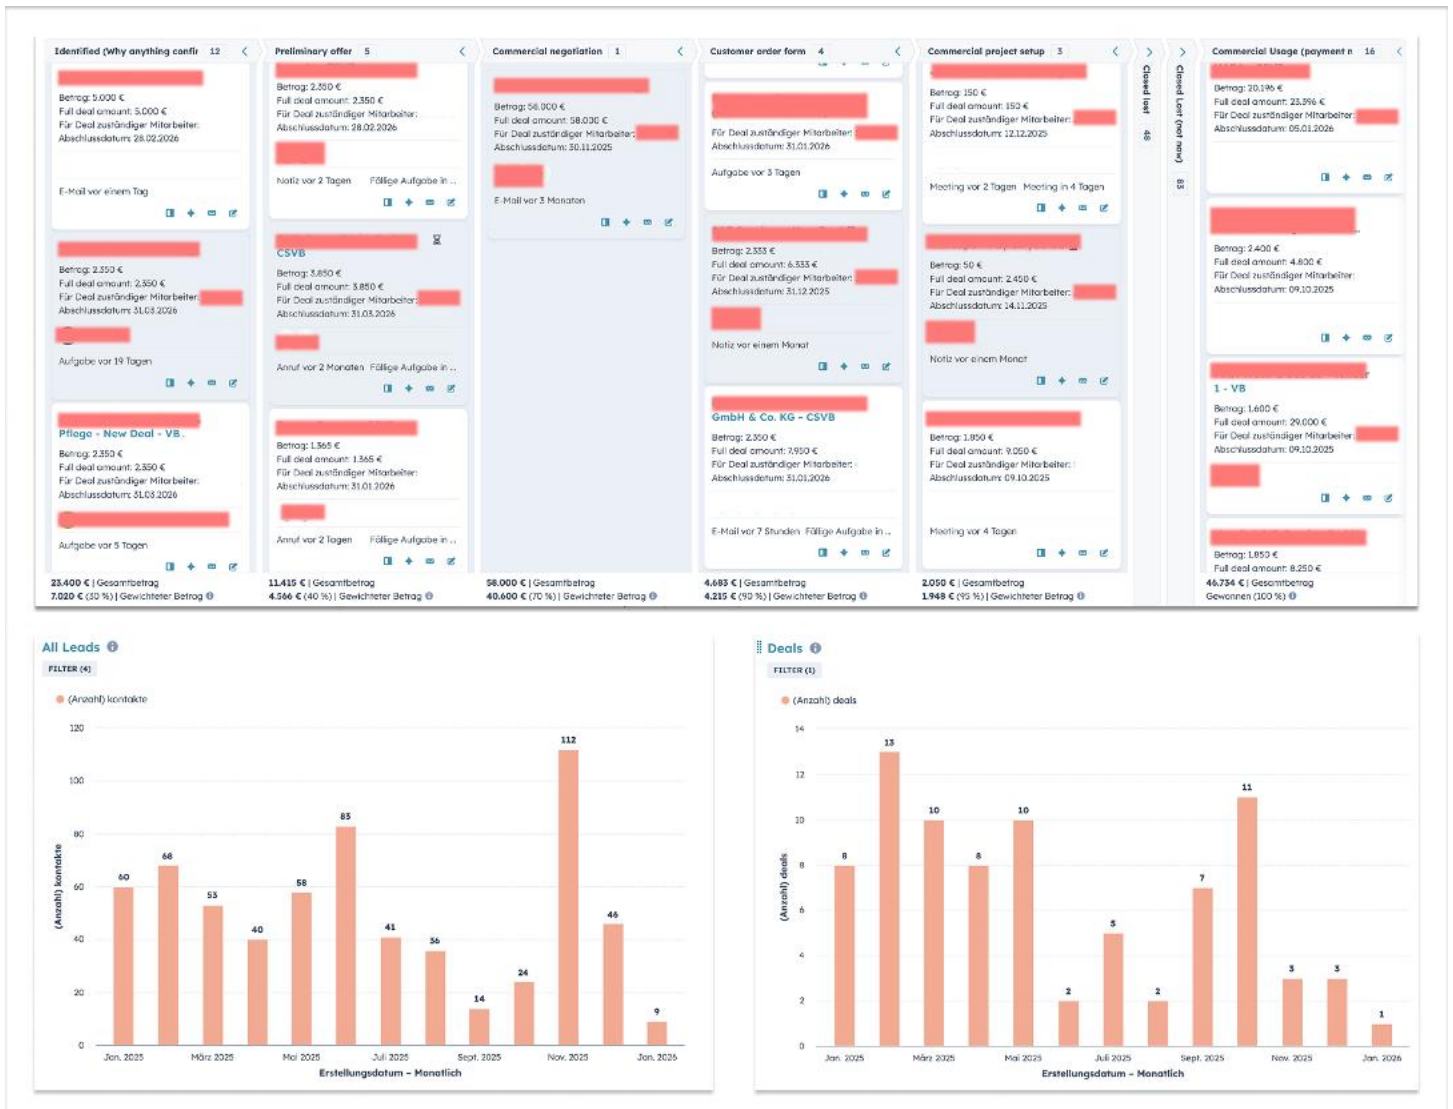 Identified (Why anything confir 12
Betrag: 5.000 €
Full deal amount: 5.000 €
Für Deal zuständiger Mitarbeiter:
Abschlussdatum: 28.02.2026
E-Mail vor einem Tag
Betrag: 2.350 €
Full deal amount: 2.350 €
Für Deal zuständiger Mitarbeiter:
Abschlussdatum: 31.03.2026
Aufgabe vor 19 Tagen
Pflege - New Deal - VB.
Betrag: 2.350 €
Full deal amount: 2.350 €
Für Deal zuständiger Mitarbeiter:
Abschlussdatum: 31.03.2026
Aufgabe vor 5 Tagen
23.400 € | Gesamtbetrag
7.020 € (30 %) | Gewichteter Betrag
Preliminary offer 5
Betrag: 2.350 €
Full deal amount: 2.350 €
Für Deal zuständiger Mitarbeiter:
Abschlussdatum: 28.02.2026
Notiz vor 2 Tagen Fällige Aufgabe in ...
CSVB
Betrag: 3.850 €
Full deal amount: 3.850 €
Für Deal zuständiger Mitarbeiter:
Abschlussdatum: 31.03.2026
Anruf vor 2 Monaten Fällige Aufgabe in ...
Betrag: 1.365 €
Full deal amount: 1.365 €
Für Deal zuständiger Mitarbeiter:
Abschlussdatum: 31.01.2026
Anruf vor 2 Tagen Fällige Aufgabe in ...
11.415 € | Gesamtbetrag
4.566 € (40 %) | Gewichteter Betrag
Commercial negotiation 1
Betrag: 58.000 €
Full deal amount: 58.000 €
Für Deal zuständiger Mitarbeiter:
Abschlussdatum: 30.11.2025
E-Mail vor 3 Monaten
58.000 € | Gesamtbetrag
40.600 € (70 %) | Gewichteter Betrag
Customer order form 4
Für Deal zuständiger Mitarbeiter:
Abschlussdatum: 31.01.2026
Aufgabe vor 3 Tagen
Betrag: 2.333 €
Full deal amount: 6.333 €
Für Deal zuständiger Mitarbeiter:
Abschlussdatum: 31.12.2025
Notiz vor einem Monat
GmbH & Co. KG - CSVB
Betrag: 2.350 €
Full deal amount: 7.950 €
Für Deal zuständiger Mitarbeiter:
Abschlussdatum: 31.01.2026
E-Mail vor 7 Stunden Fällige Aufgabe in ...
4.683 € | Gesamtbetrag
4.215 € (90 %) | Gewichteter Betrag
Commercial project setup 3
Betrag: 150 €
Full deal amount: 150 €
Für Deal zuständiger Mitarbeiter:
Abschlussdatum: 12.12.2025
Meeting vor 2 Tagen Meeting in 4 Tagen
Betrag: 50 €
Full deal amount: 2.450 €
Für Deal zuständiger Mitarbeiter:
Abschlussdatum: 14.11.2025
Notiz vor einem Monat
Betrag: 1.850 €
Full deal amount: 9.050 €
Für Deal zuständiger Mitarbeiter:
Abschlussdatum: 09.10.2025
Meeting vor 4 Tagen
2.050 € | Gesamtbetrag
1.948 € (95 %) | Gewichteter Betrag
Closed lost 48
Closed Lost (not now) 83
Commercial Usage (payment n 16
Betrag: 20.196 €
Full deal amount: 23.396 €
Für Deal zuständiger Mitarbeiter:
Abschlussdatum: 05.01.2026
Betrag: 2.400 €
Full deal amount: 4.800 €
Für Deal zuständiger Mitarbeiter:
Abschlussdatum: 09.10.2025
1 - VB
Betrag: 1.600 €
Full deal amount: 29.000 €
Für Deal zuständiger Mitarbeiter:
Abschlussdatum: 09.10.2025
Betrag: 1.850 €
Full deal amount: 8.250 €
46.734 € | Gesamtbetrag
Gewonnen (100 %)
All Leads
FILTER (4)
(Anzahl) kontakte
120
100
80
60
40
20
0
(Anzahl) kontakte
60
68
53
40
58
83
41
36
14
24
112
46
9
Jan. 2025 März 2025 Mai 2025 Juli 2025 Sept. 2025 Nov. 2025 Jan. 2026
Erstellungsdatum – Monatlich
Deals
FILTER (1)
(Anzahl) deals
14
12
10
8
6
4
2
0
(Anzahl) deals
8
13
10
8
10
2
5
2
7
11
3
3
1
Jan. 2025 März 2025 Mai 2025 Juli 2025 Sept. 2025 Nov. 2025 Jan. 2026
Erstellungsdatum – Monatlich